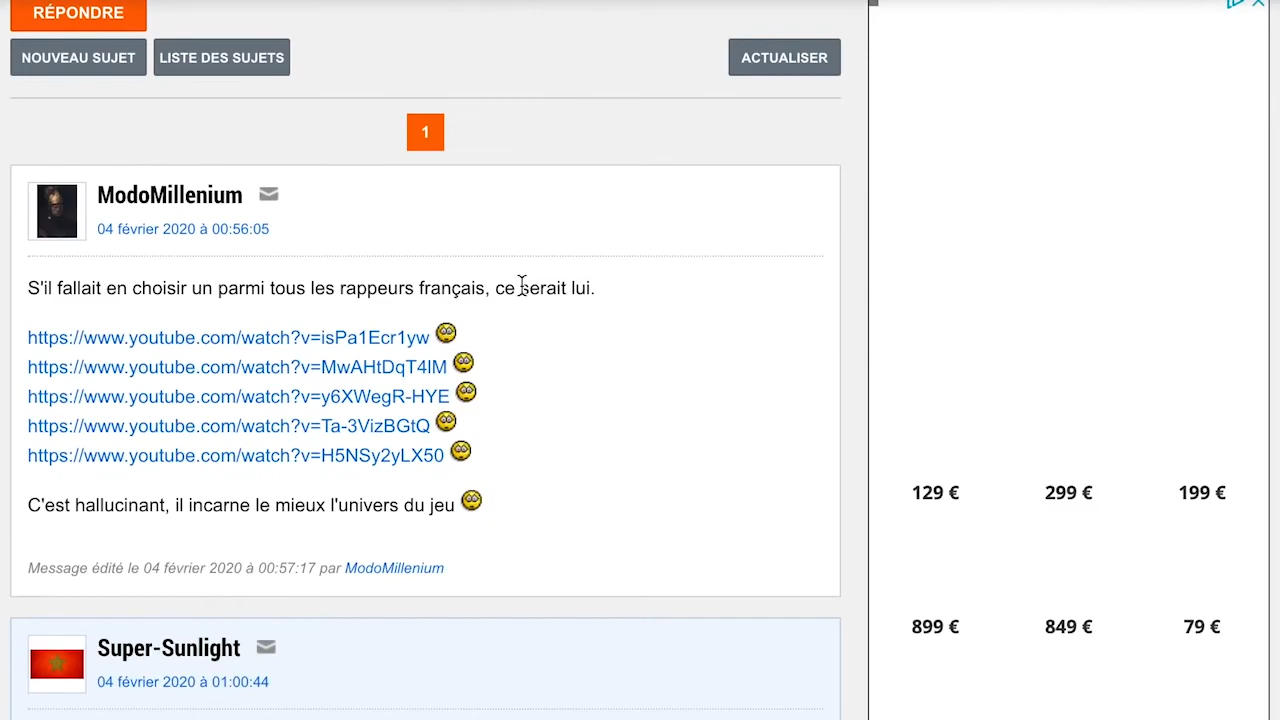 RÉPONDRE
NOUVEAU SUJET
LISTE DES SUJETS
ACTUALISER
1
ModoMillenium
04 février 2020 à 00:56:05
S'il fallait en choisir un parmi tous les rappeurs français, ce serait lui.
https://www.youtube.com/watch?v=isPa1Ecr1yw
https://www.youtube.com/watch?v=MwAHtDqT4lM
https://www.youtube.com/watch?v=y6XWegR-HYE
https://www.youtube.com/watch?v=Ta-3VizBGtQ
https://www.youtube.com/watch?v=H5NSy2yLX50
C'est hallucinant, il incarne le mieux l'univers du jeu
Message édité le 04 février 2020 à 00:57:17 par ModoMillenium
Super-Sunlight
04 février 2020 à 01:00:44
129 € 299 € 199 €
899 € 849 € 79 €